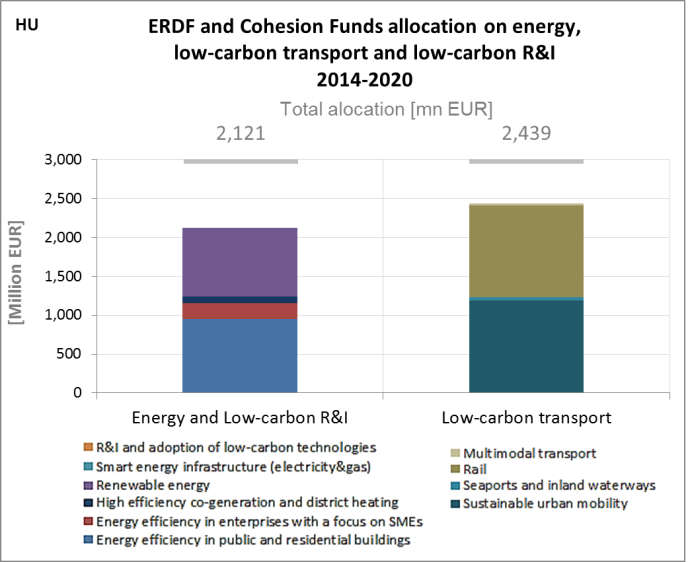 HU
ERDF and Cohesion Funds allocation on energy,
low-carbon transport and low-carbon R&I
2014-2020
Total alocation [mn EUR]
2,121
2,439
3,000
2,500
2,000
1,500
1,000
500
0
[Million EUR]
Energy and Low-carbon R&I
Low-carbon transport
R&I and adoption of low-carbon technologies
Smart energy infrastructure (electricity&gas)
Renewable energy
High efficiency co-generation and district heating
Energy efficiency in enterprises with a focus on SMEs
Energy efficiency in public and residential buildings
Multimodal transport
Rail
Seaports and inland waterways
Sustainable urban mobility